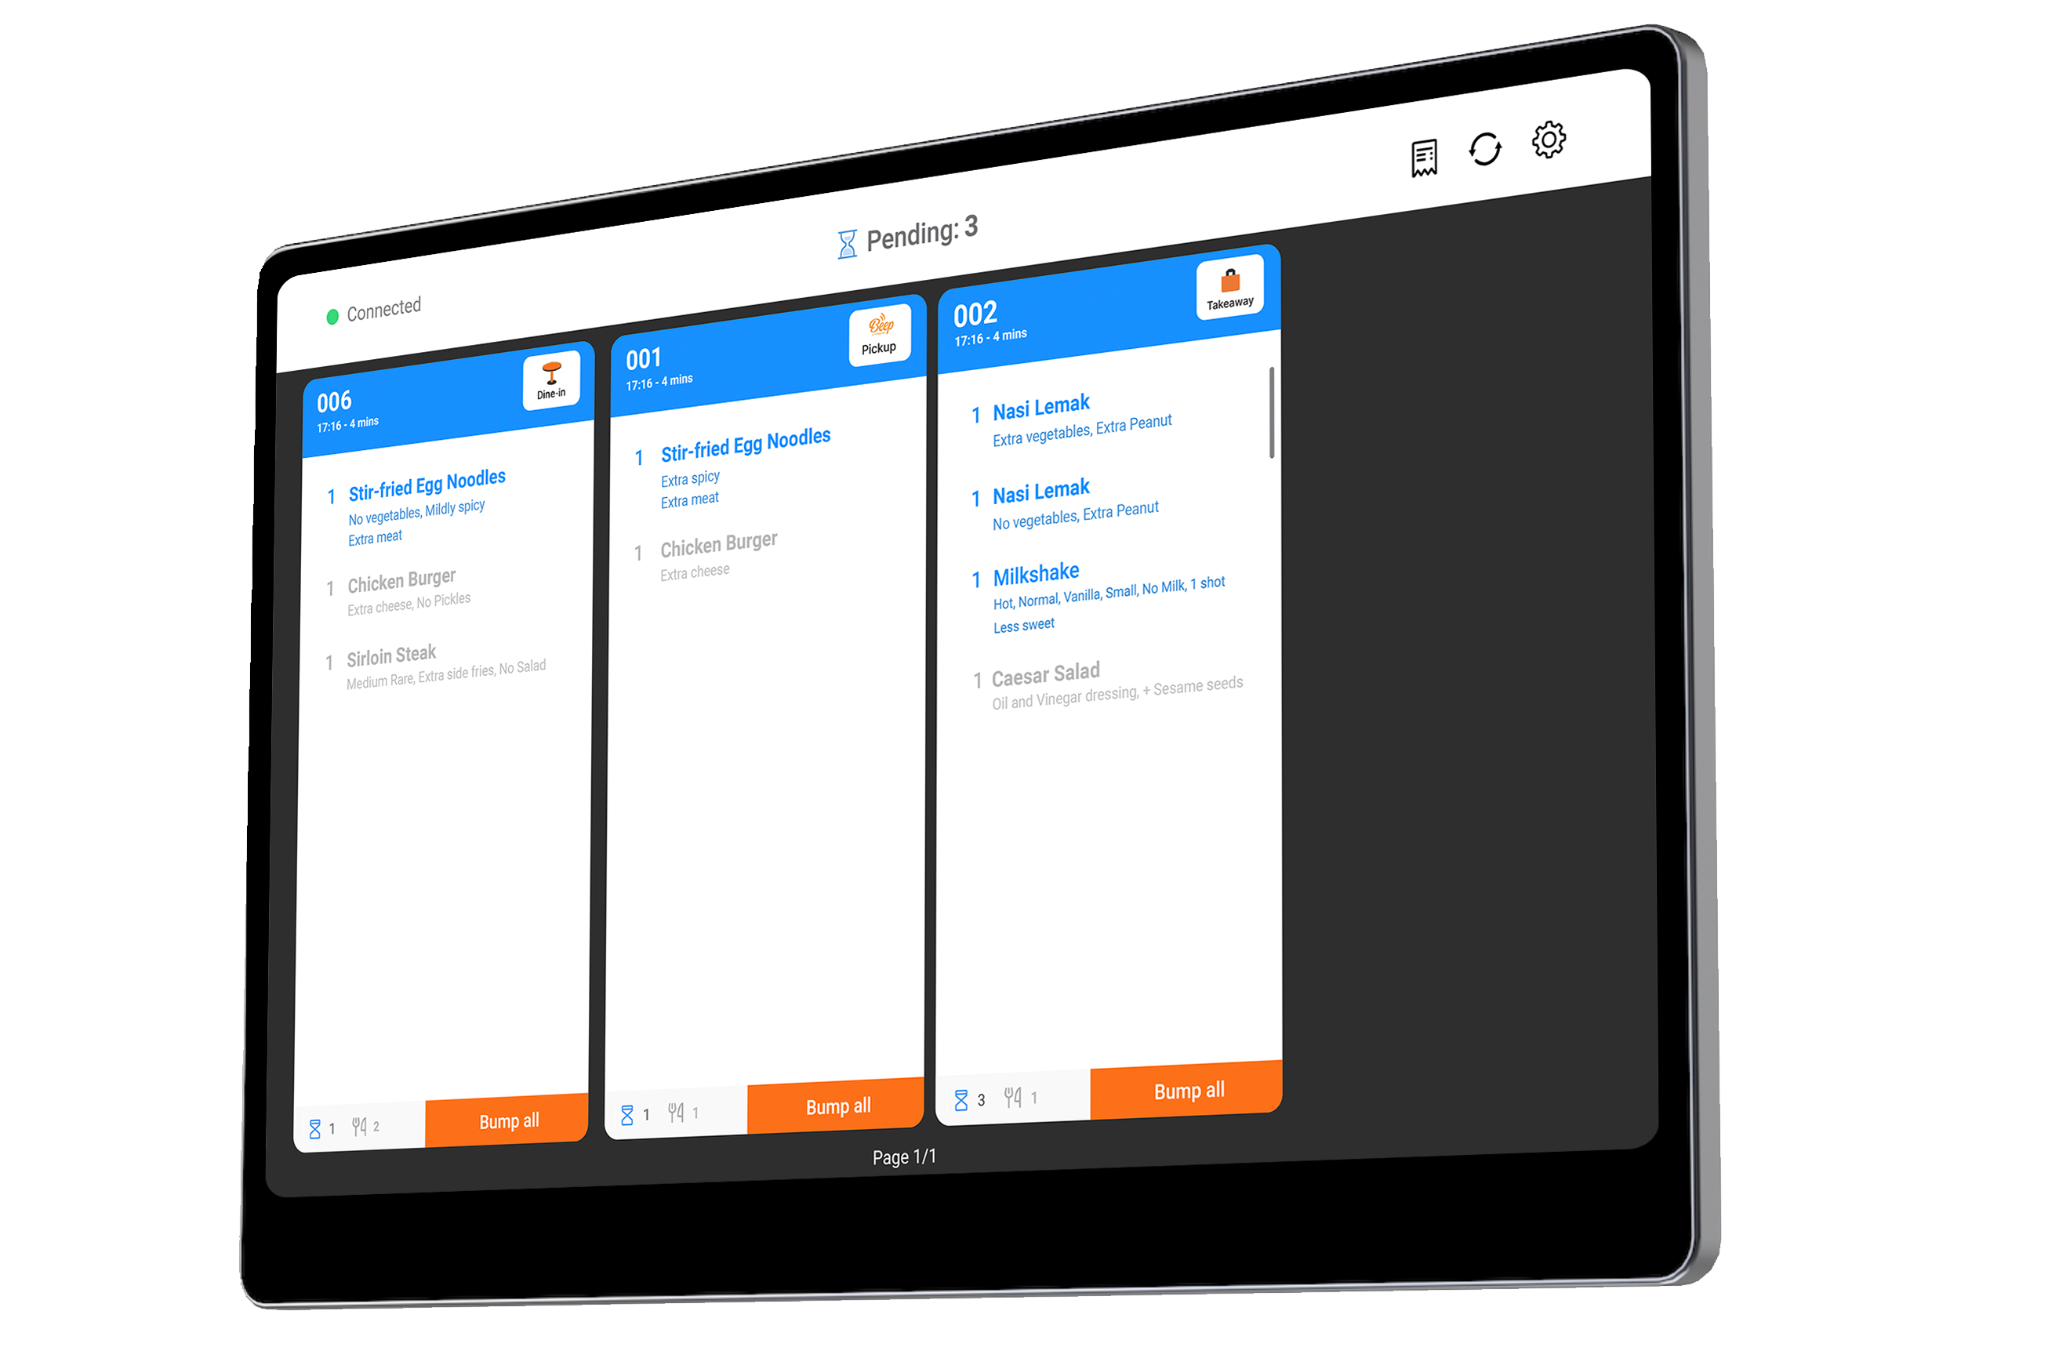 Connected
Pending: 3
006
17:16 - 4 mins
Dine-in
1 Stir-fried Egg Noodles
No vegetables, Mildly spicy
Extra meat
1 Chicken Burger
Extra cheese, No Pickles
1 Sirloin Steak
Medium Rare, Extra side fries, No Salad
1 2 Bump all
001
17:16 - 4 mins
Beep
Pickup
1 Stir-fried Egg Noodles
Extra spicy
Extra meat
1 Chicken Burger
Extra cheese
1 1 Bump all
002
17:16 - 4 mins
Takeaway
1 Nasi Lemak
Extra vegetables, Extra Peanut
1 Nasi Lemak
No vegetables, Extra Peanut
1 Milkshake
Hot, Normal, Vanilla, Small, No Milk, 1 shot
Less sweet
1 Caesar Salad
Oil and Vinegar dressing, + Sesame seeds
3 1 Bump all
Page 1/1